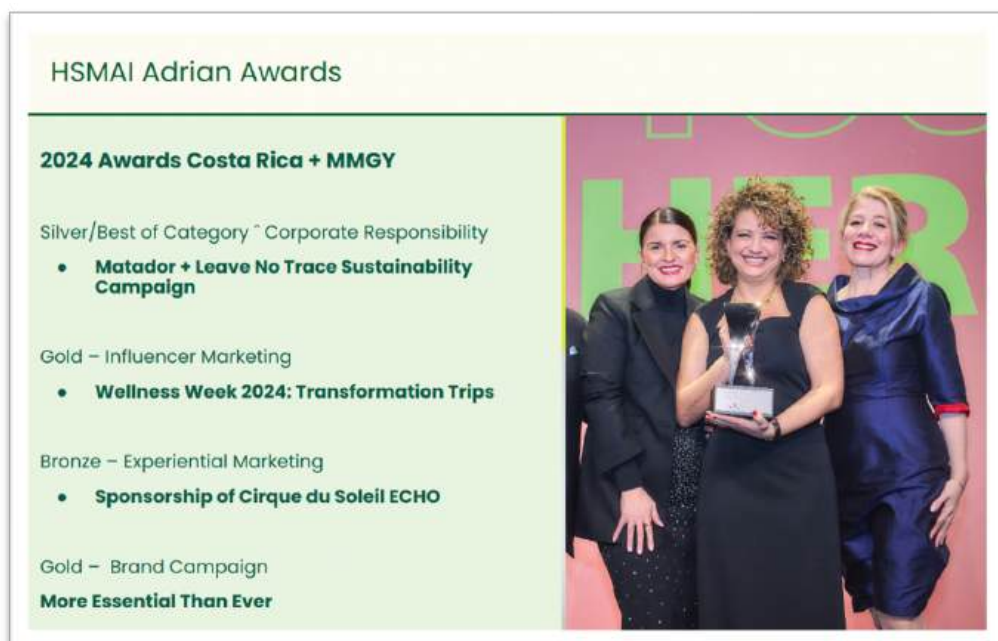 HSMAI Adrian Awards
2024 Awards Costa Rica + MMGY
Silver/Best of Category ˆ Corporate Responsibility
• Matador + Leave No Trace Sustainability
Campaign
Gold – Influencer Marketing
• Wellness Week 2024: Transformation Trips
Bronze – Experiential Marketing
• Sponsorship of Cirque du Soleil ECHO
Gold – Brand Campaign
More Essential Than Ever
HER